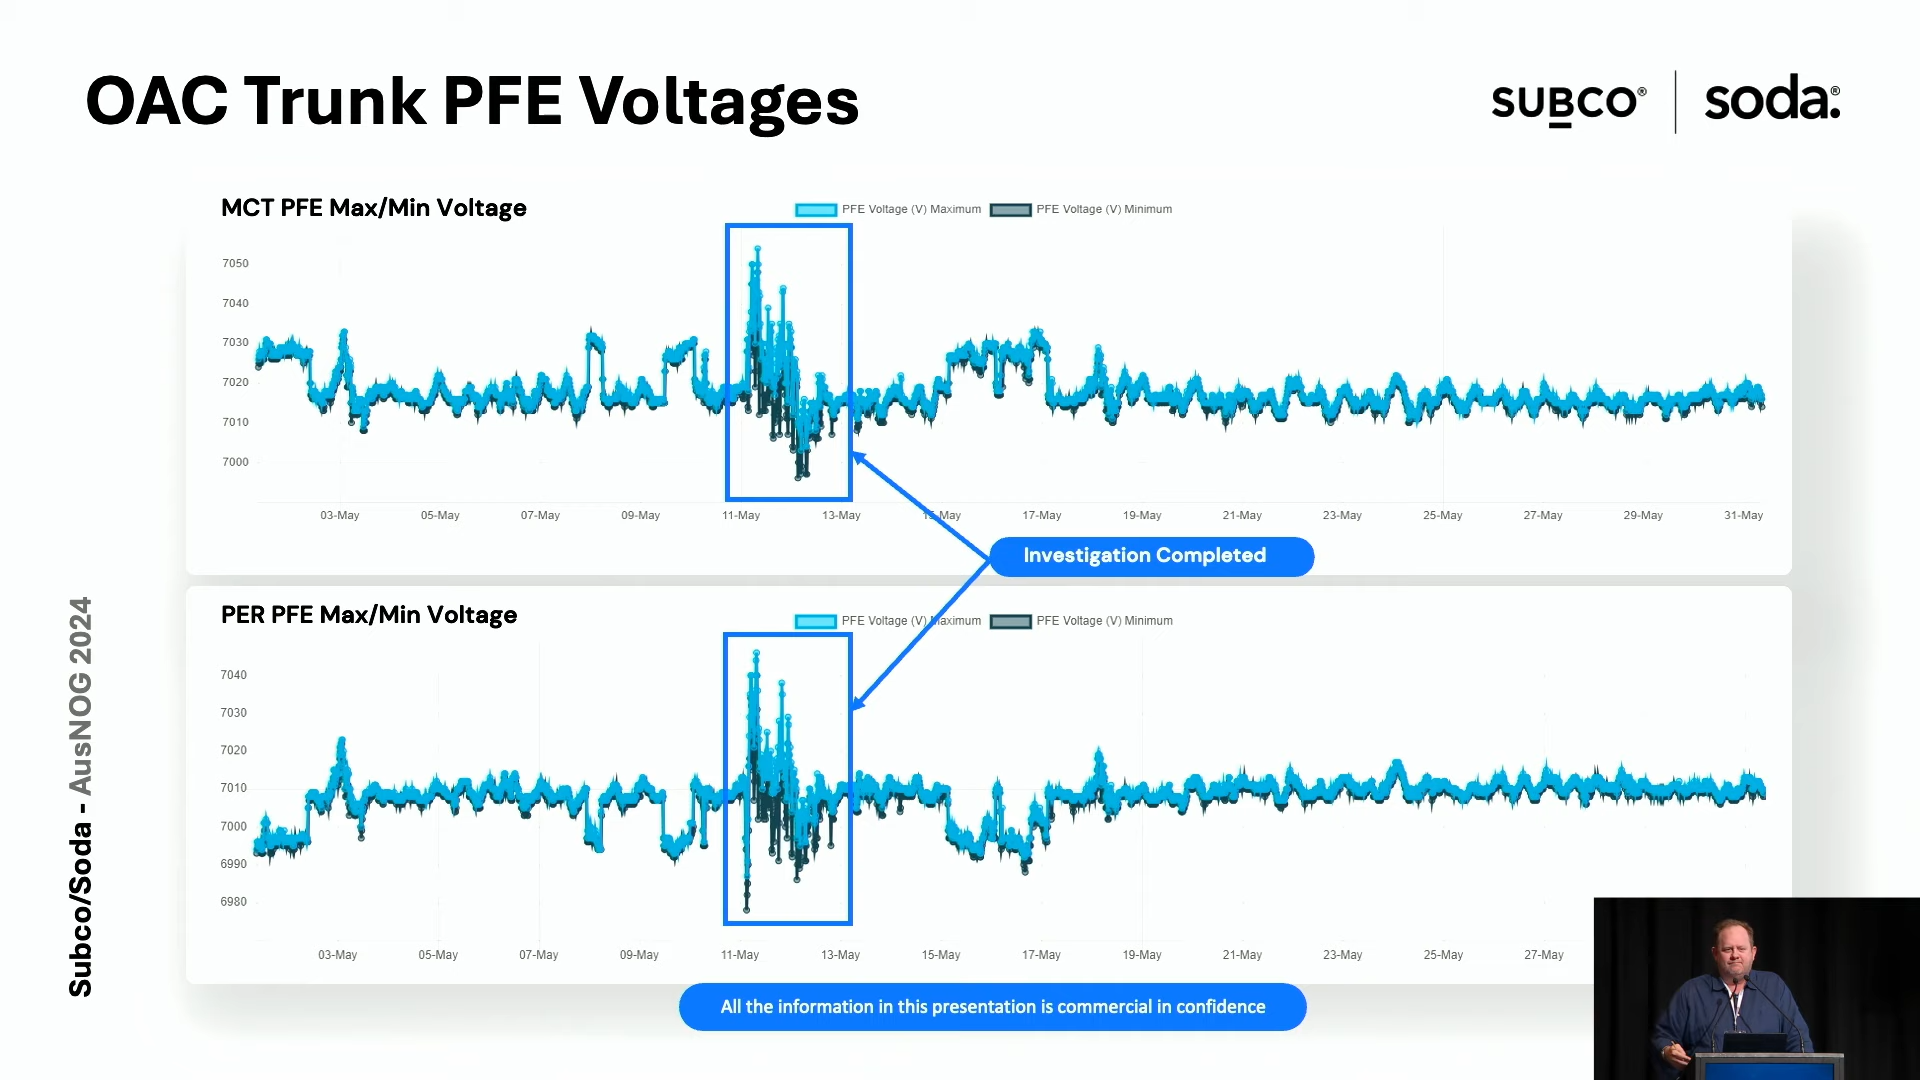 OAC Trunk PFE Voltages
SUBCO®
soda.®
MCT PFE Max/Min Voltage
PFE Voltage (V) Maximum
PFE Voltage (V) Minimum
7050
7040
7030
7020
7010
7000
03-May
05-May
07-May
09-May
11-May
13-May
15-May
17-May
19-May
21-May
23-May
25-May
27-May
29-May
31-May
Investigation Completed
PER PFE Max/Min Voltage
PFE Voltage (V) Maximum
PFE Voltage (V) Minimum
7040
7030
7020
7010
7000
6990
6980
03-May
05-May
07-May
09-May
11-May
13-May
15-May
17-May
19-May
21-May
23-May
25-May
27-May
All the information in this presentation is commercial in confidence
Subco/Soda - AusNOG 2024